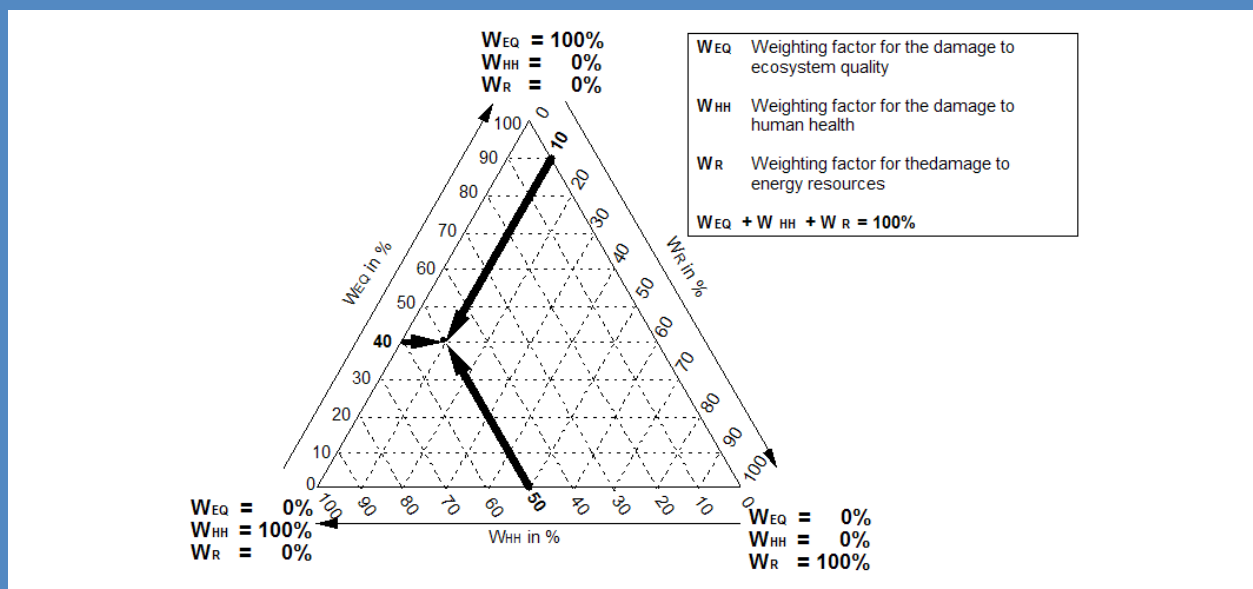 WEQ = 100%
WHH = 0%
WR = 0%
WEQ Weighting factor for the damage to
ecosystem quality
WHH Weighting factor for the damage to
human health
WR Weighting factor for thedamage to
energy resources
WEQ + W HH + W R = 100%
WEQ in %
100
90
80
70
60
50
40
30
20
10
0
WR in %
0
10
20
30
40
50
60
70
80
90
100
100
90
80
70
60
50
40
30
20
10
0
WHH in %
WEQ = 0%
WHH = 100%
WR = 0%
WEQ = 0%
WHH = 0%
WR = 100%